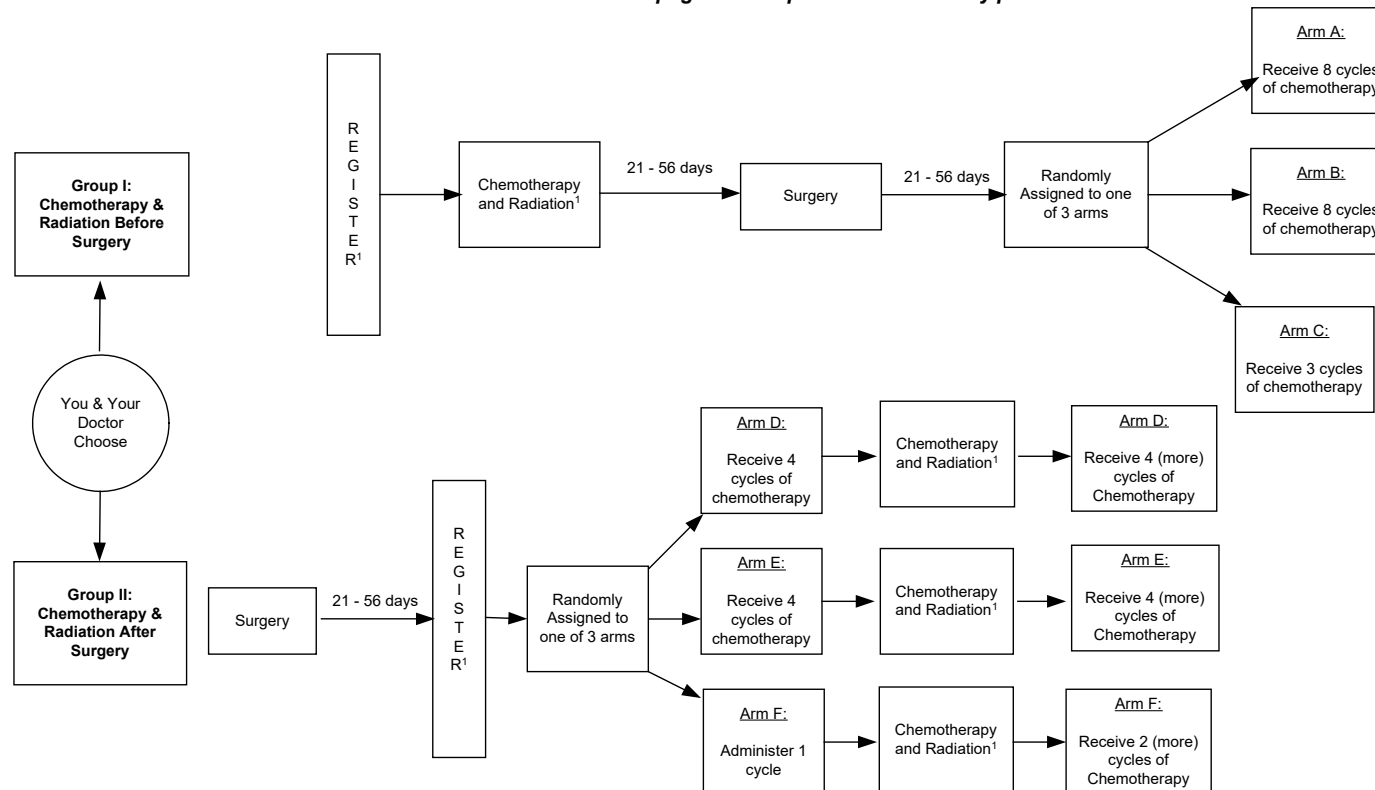 Arm A:
Receive 8 cycles
of chemotherapy
R
E
G
I
S
T
E
R¹
Group I:
Chemotherapy &
Radiation Before
Surgery
Chemotherapy
and Radiation¹
21 - 56 days
Surgery
21 - 56 days
Randomly
Assigned to one
of 3 arms
Arm B:
Receive 8 cycles
of chemotherapy
Arm C:
Receive 3 cycles
of chemotherapy
You & Your
Doctor
Choose
Group II:
Chemotherapy &
Radiation After
Surgery
Surgery
21 - 56 days
R
E
G
I
S
T
E
R¹
Randomly
Assigned to
one of 3 arms
Arm D:
Receive 4
cycles of
chemotherapy
Chemotherapy
and Radiation¹
Arm D:
Receive 4 (more)
cycles of
Chemotherapy
Arm E:
Receive 4
cycles of
chemotherapy
Chemotherapy
and Radiation¹
Arm E:
Receive 4 (more)
cycles of
Chemotherapy
Arm F:
Administer 1
cycle
Chemotherapy
and Radiation¹
Arm F:
Receive 2 (more)
cycles of
Chemotherapy